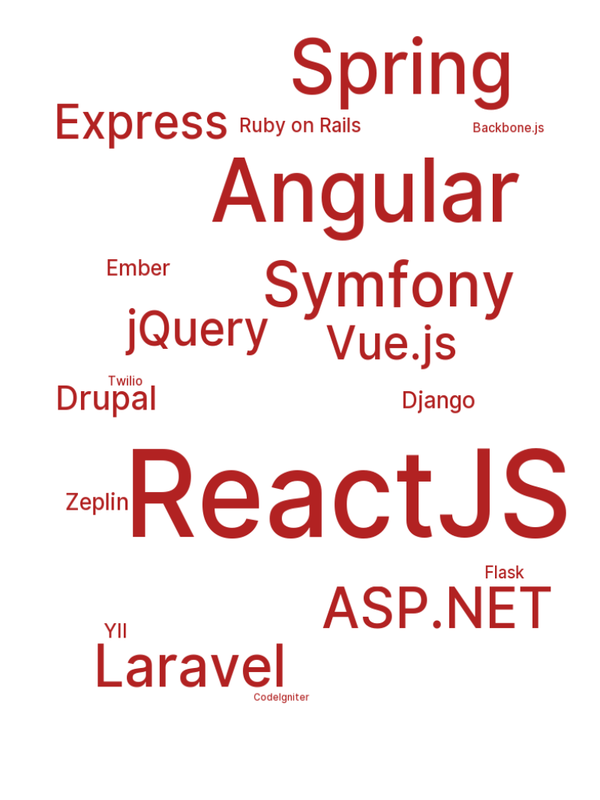 Spring
Express
Ruby on Rails
Backbone.js
Angular
Ember
Symfony
jQuery
Vue.js
Twilio
Drupal
Django
ReactJS
Zeplin
Flask
ASP.NET
YII
Laravel
CodeIgniter